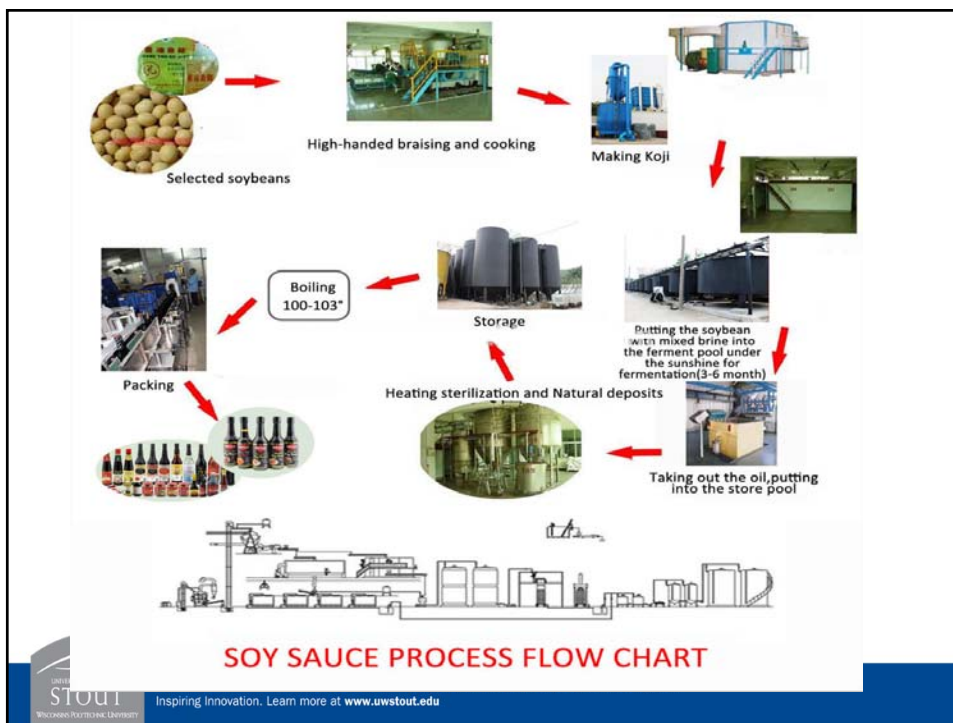 Selected soybeans
High-handed braising and cooking
Making Koji
Putting the soybean
with mixed brine into
the ferment pool under
the sunshine for
fermentation(3-6 month)
Taking out the oil,putting
into the store pool
Heating sterilization and Natural deposits
Storage
Boiling
100-103°
Packing
SOY SAUCE PROCESS FLOW CHART
STOUT
WISCONSIN'S POLYTECHNIC UNIVERSITY
Inspiring Innovation. Learn more at www.uwstout.edu